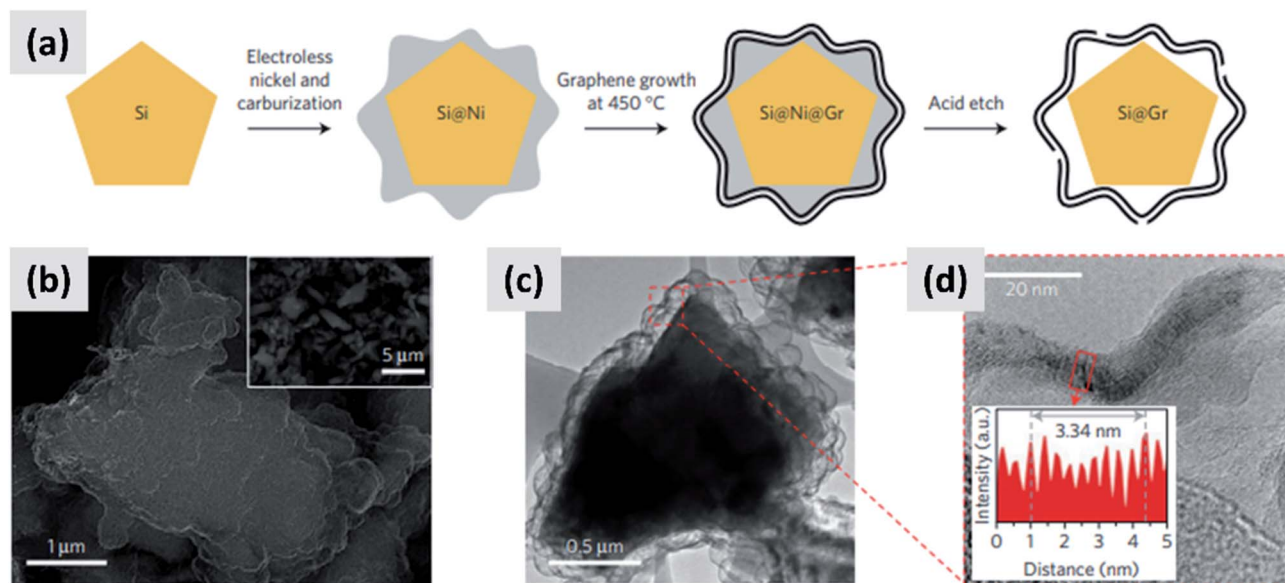 (a)
Si
Electroless
nickel and
carburization
Si@Ni
Graphene growth
at 450 °C
Si@Ni@Gr
Acid etch
Si@Gr
(b)
5 μm
1 μm
(c)
0.5 μm
(d)
20 nm
3.34 nm
Intensity (a.u.)
0 1 2 3 4 5
Distance (nm)